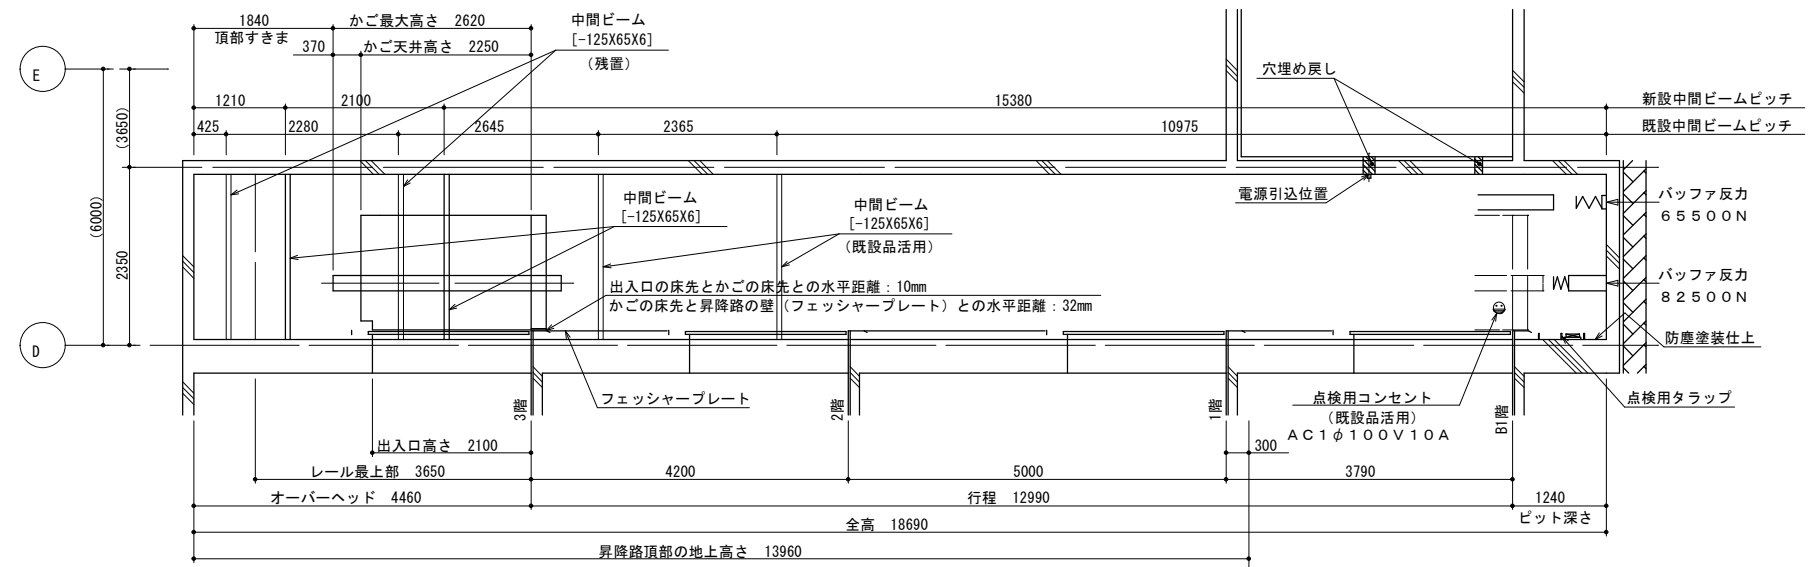 1840
頂部すきま
かご最大高さ 2620
370
かご天井高さ 2250
中間ビーム
[-125X65X6]
(残置)
穴埋め戻し
E
1210
2100
15380
新設中間ビームピッチ
425
2280
2645
2365
10975
既設中間ビームピッチ
(3650)
(6000)
2350
中間ビーム
[-125X65X6]
中間ビーム
[-125X65X6]
(既設品活用)
電源引込位置
バッファ反力
65500N
バッファ反力
82500N
出入口の床先とかごの床先との水平距離：10mm
かごの床先と昇降路の壁（フェッシャープレート）との水平距離：32mm
D
防塵塗装仕上
フェッシャープレート
3階
2階
1階
B1階
点検用コンセント
(既設品活用)
AC1φ100V10A
点検用タラップ
出入口高さ 2100
300
レール最上部 3650
4200
5000
3790
オーバーヘッド 4460
行程 12990
1240
ピット深さ
全高 18690
昇降路頂部の地上高さ 13960